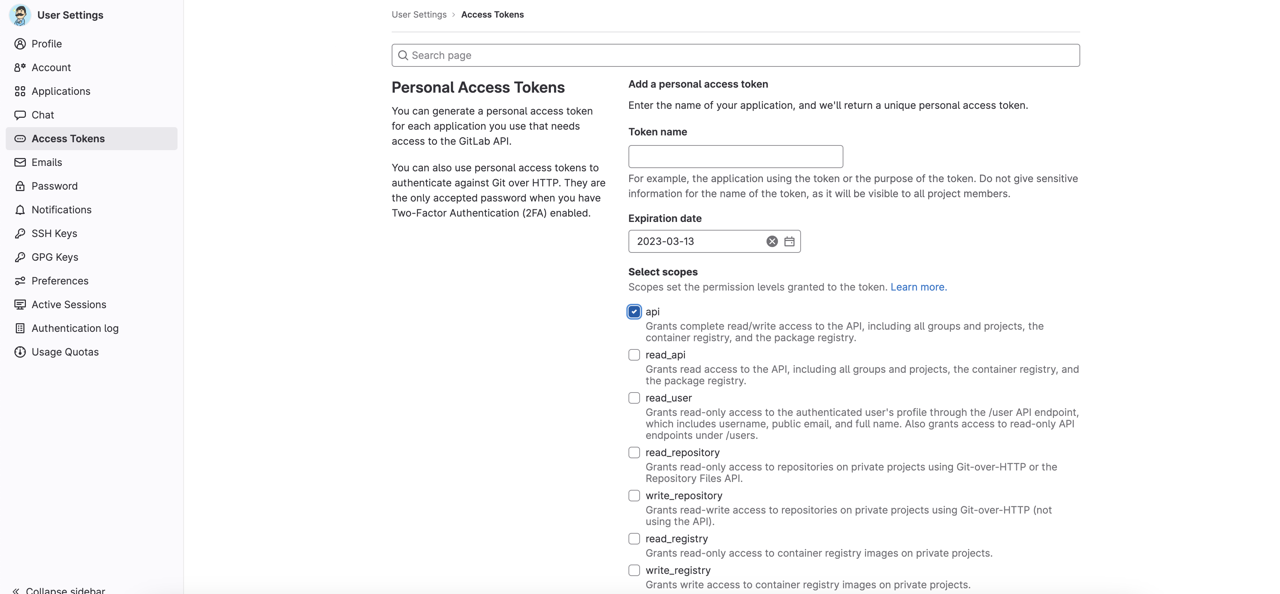 User Settings
Profile
Account
Applications
Chat
Access Tokens
Emails
Password
Notifications
SSH Keys
GPG Keys
Preferences
Active Sessions
Authentication log
Usage Quotas
Collapse sidebar
User Settings › Access Tokens
Search page
Personal Access Tokens
You can generate a personal access token
for each application you use that needs
access to the GitLab API.
You can also use personal access tokens to
authenticate against Git over HTTP. They are
the only accepted password when you have
Two-Factor Authentication (2FA) enabled.
Add a personal access token
Enter the name of your application, and we'll return a unique personal access token.
Token name
For example, the application using the token or the purpose of the token. Do not give sensitive
information for the name of the token, as it will be visible to all project members.
Expiration date
2023-03-13
Select scopes
Scopes set the permission levels granted to the token. Learn more.
api
Grants complete read/write access to the API, including all groups and projects, the
container registry, and the package registry.
read_api
Grants read access to the API, including all groups and projects, the container registry, and
the package registry.
read_user
Grants read-only access to the authenticated user's profile through the /user API endpoint,
which includes username, public email, and full name. Also grants access to read-only API
endpoints under /users.
read_repository
Grants read-only access to repositories on private projects using Git-over-HTTP or the
Repository Files API.
write_repository
Grants read-write access to repositories on private projects using Git-over-HTTP (not
using the API).
read_registry
Grants read-only access to container registry images on private projects.
write_registry
Grants write access to container registry images on private projects.